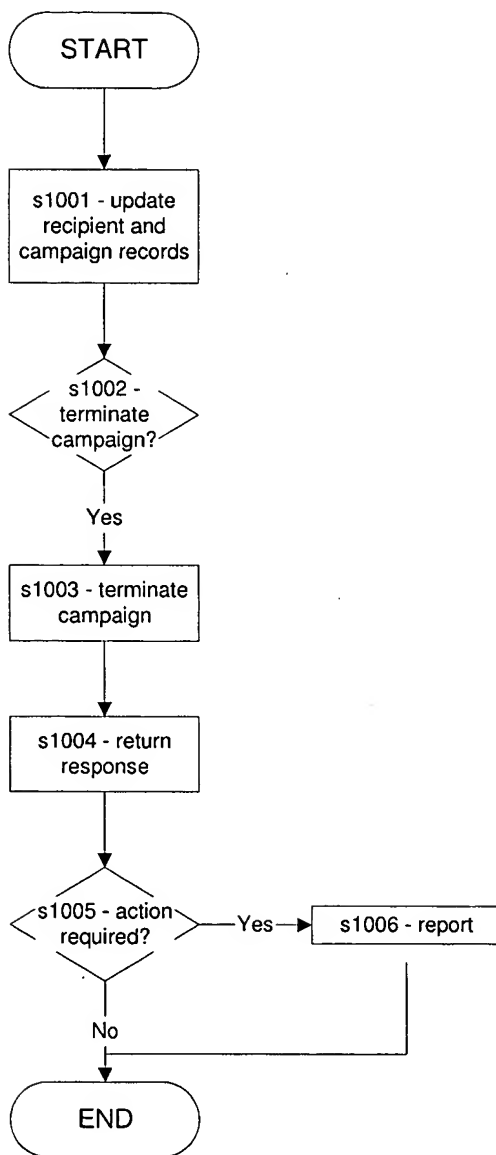 START
s1001 - update
recipient and
campaign records
s1002 -
terminate
campaign?
Yes
s1003 - terminate
campaign
s1004 - return
response
s1005 - action
required?
Yes
s1006 - report
No
END